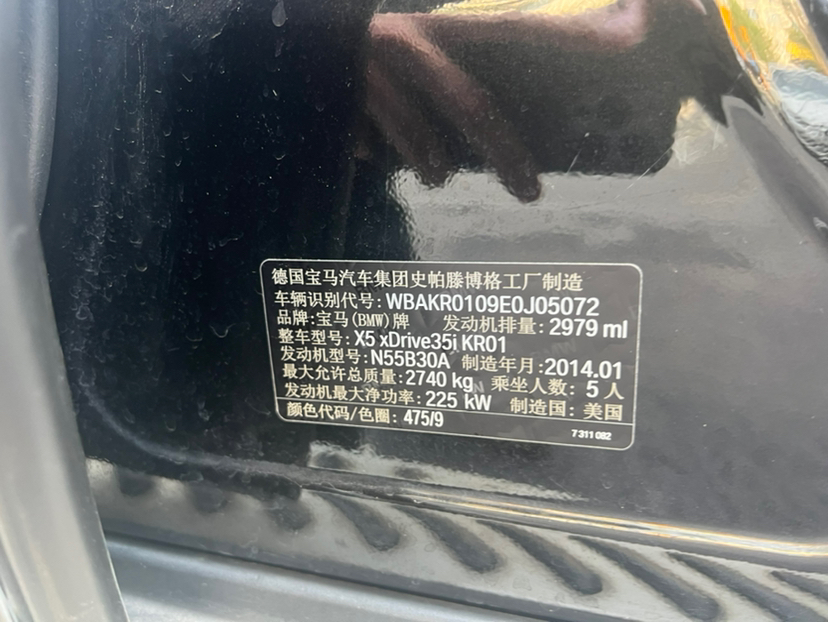 德国宝马汽车集团史帕滕博格工厂制造
车辆识别代号: WBAKR0109E0J05072
品牌:宝马(BMW)牌 发动机排量: 2979 ml
整车型号: X5 xDrive35i KR01
发动机型号: N55B30A 制造年月: 2014.01
最大允许总质量: 2740 kg 乘坐人数: 5 人
发动机最大净功率: 225 kW 制造国: 美国
颜色代码/色圈: 475/9
7 311 082